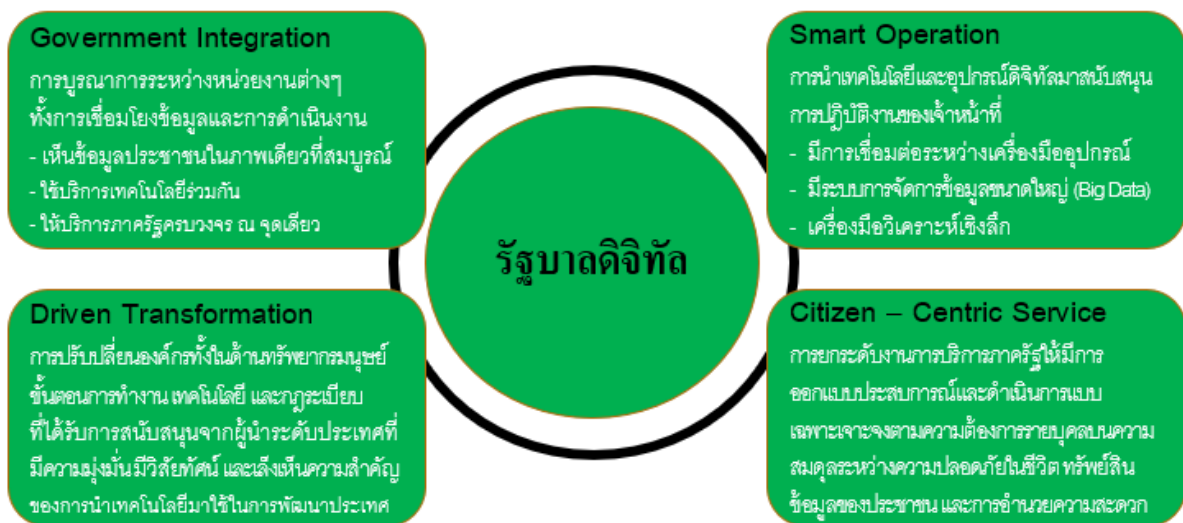 Government Integration
การบูรณาการระหว่างหน่วยงานต่างๆ
ทั้งการเชื่อมโยงข้อมูลและการดำเนินงาน
- เห็นข้อมูลประชาชนในภาพเดียวที่สมบูรณ์
- ใช้บริการเทคโนโลยีร่วมกัน
- ให้บริการภาครัฐครบวงจร ณ จุดเดียว
Smart Operation
การนำเทคโนโลยีและอุปกรณ์ดิจิทัลมาสนับสนุน
การปฏิบัติงานของเจ้าหน้าที่
- มีการเชื่อมต่อระหว่างเครื่องมืออุปกรณ์
- มีระบบการจัดการข้อมูลขนาดใหญ่ (Big Data)
- เครื่องมือวิเคราะห์เชิงลึก
รัฐบาลดิจิทัล
Driven Transformation
การปรับเปลี่ยนองค์กรทั้งในด้านทรัพยากรมนุษย์
ขั้นตอนการทำงาน เทคโนโลยี และกฎระเบียบ
ที่ได้รับการสนับสนุนจากผู้นำระดับประเทศที่
มีความมุ่งมั่น มีวิสัยทัศน์ และเล็งเห็นความสำคัญ
ของการนำเทคโนโลยีมาใช้ในการพัฒนาประเทศ
Citizen – Centric Service
การยกระดับงานการบริการภาครัฐให้มีการ
ออกแบบประสบการณ์และดำเนินการแบบ
เฉพาะเจาะจงตามความต้องการรายบุคลบนความ
สมดุลระหว่างความปลอดภัยในชีวิต ทรัพย์สิน
ข้อมูลของประชาชน และการอำนวยความสะดวก